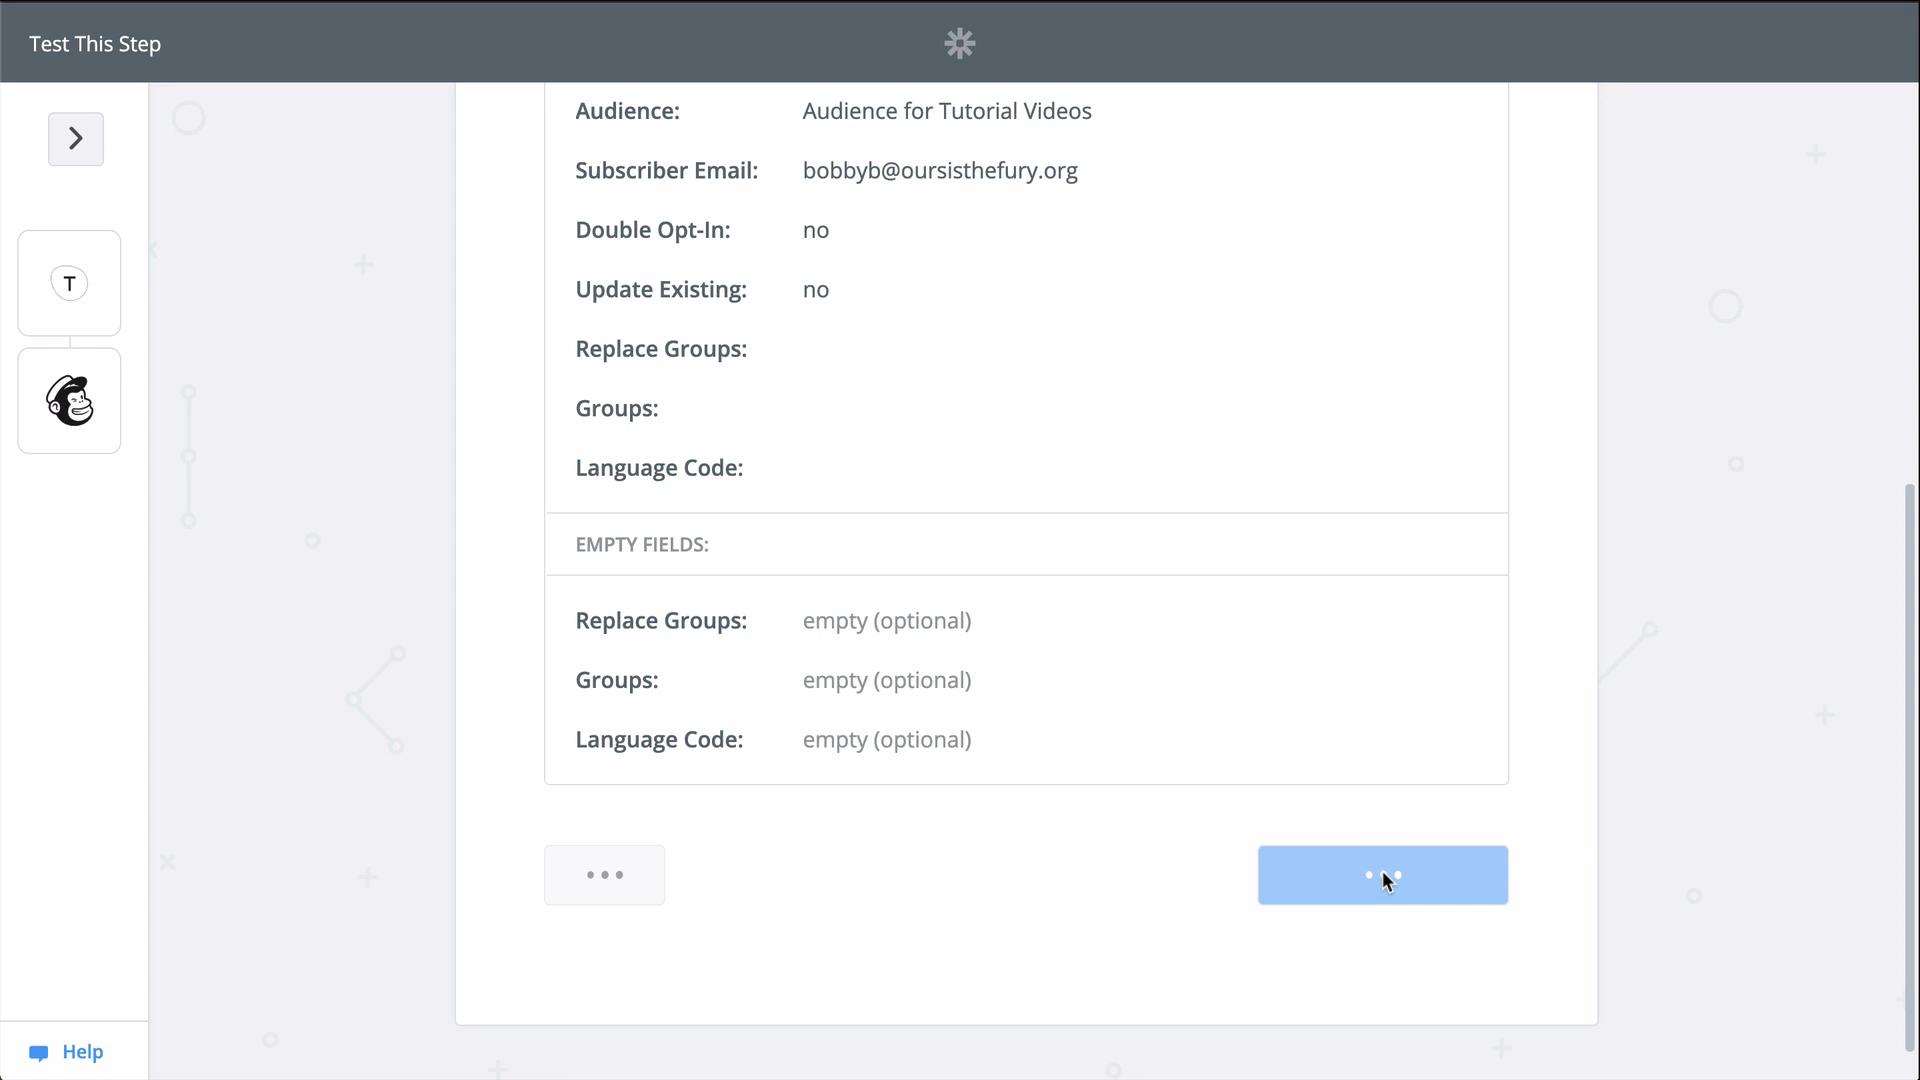 Test This Step
Audience: Audience for Tutorial Videos
Subscriber Email: bobbyb@oursisthefury.org
Double Opt-In: no
Update Existing: no
Replace Groups:
Groups:
Language Code:
EMPTY FIELDS:
Replace Groups: empty (optional)
Groups: empty (optional)
Language Code: empty (optional)
T
Help